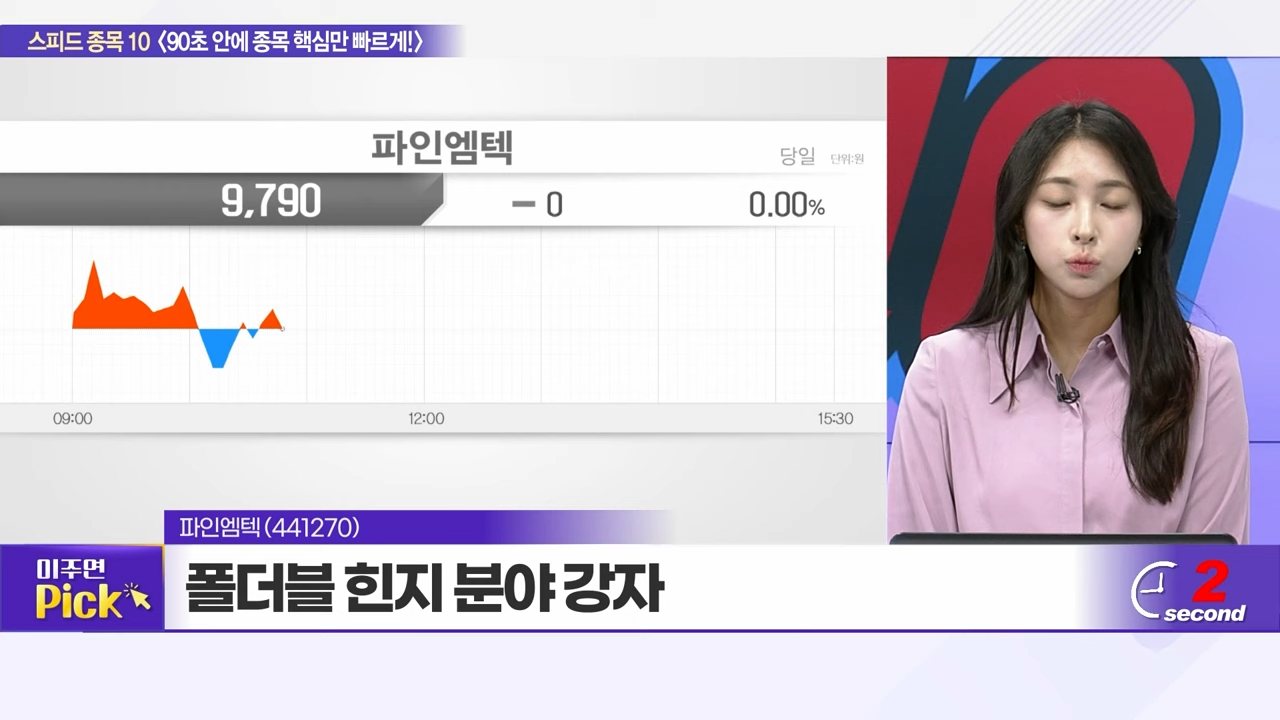 스피드 종목 10 <90초 안에 종목 핵심만 빠르게!>
파인엠텍
당일 단위:원
9,790 0 0.00%
09:00 12:00 15:30
파인엠텍(441270)
미주면
Pick
폴더블 힌지 분야 강자
2
second